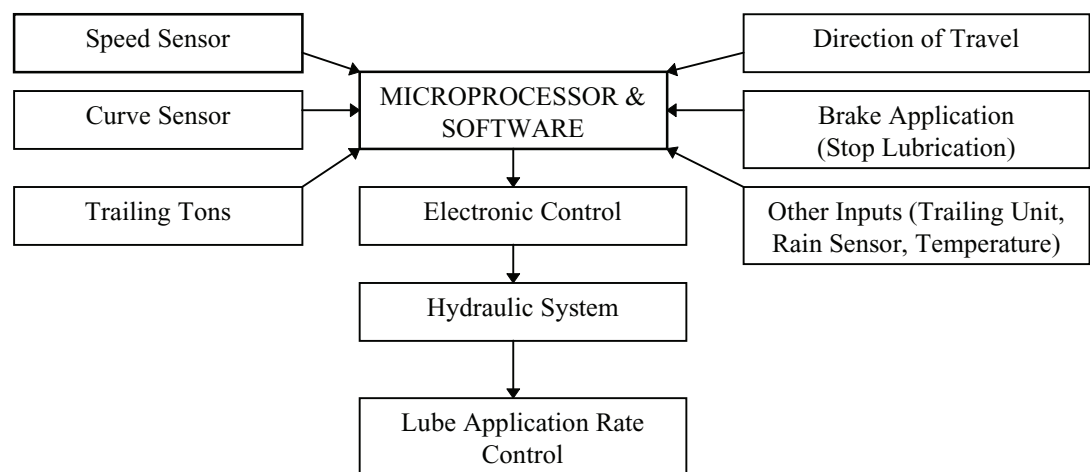 Speed Sensor
Direction of Travel
MICROPROCESSOR &
SOFTWARE
Curve Sensor
Brake Application
(Stop Lubrication)
Trailing Tons
Electronic Control
Other Inputs (Trailing Unit,
Rain Sensor, Temperature)
Hydraulic System
Lube Application Rate
Control